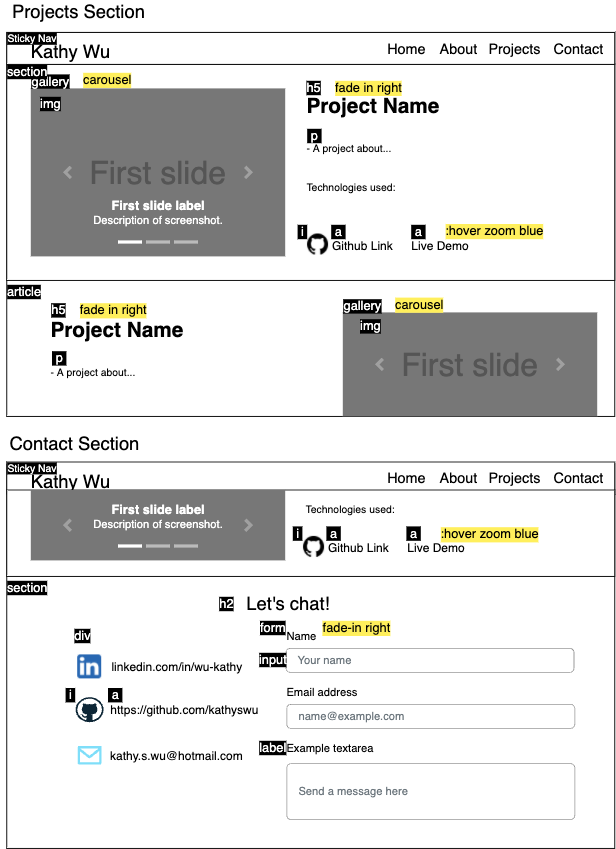 Projects Section
Sticky Nav
Kathy Wu
Home About Projects Contact
section
gallery carousel
img
First slide
First slide label
Description of screenshot.
h5 fade in right
Project Name
p
- A project about...
Technologies used:
i a a :hover zoom blue
Github Link Live Demo
article
h5 fade in right
Project Name
p
- A project about...
gallery carousel
img
First slide
Contact Section
Sticky Nav
Kathy Wu
Home About Projects Contact
First slide label
Description of screenshot.
Technologies used:
i a a :hover zoom blue
Github Link Live Demo
section
h2 Let's chat!
div
in linkedin.com/in/wu-kathy
i a
https://github.com/kathyswu
kathy.s.wu@hotmail.com
form Name fade-in right
input Your name
Email address
name@example.com
label Example textarea
Send a message here